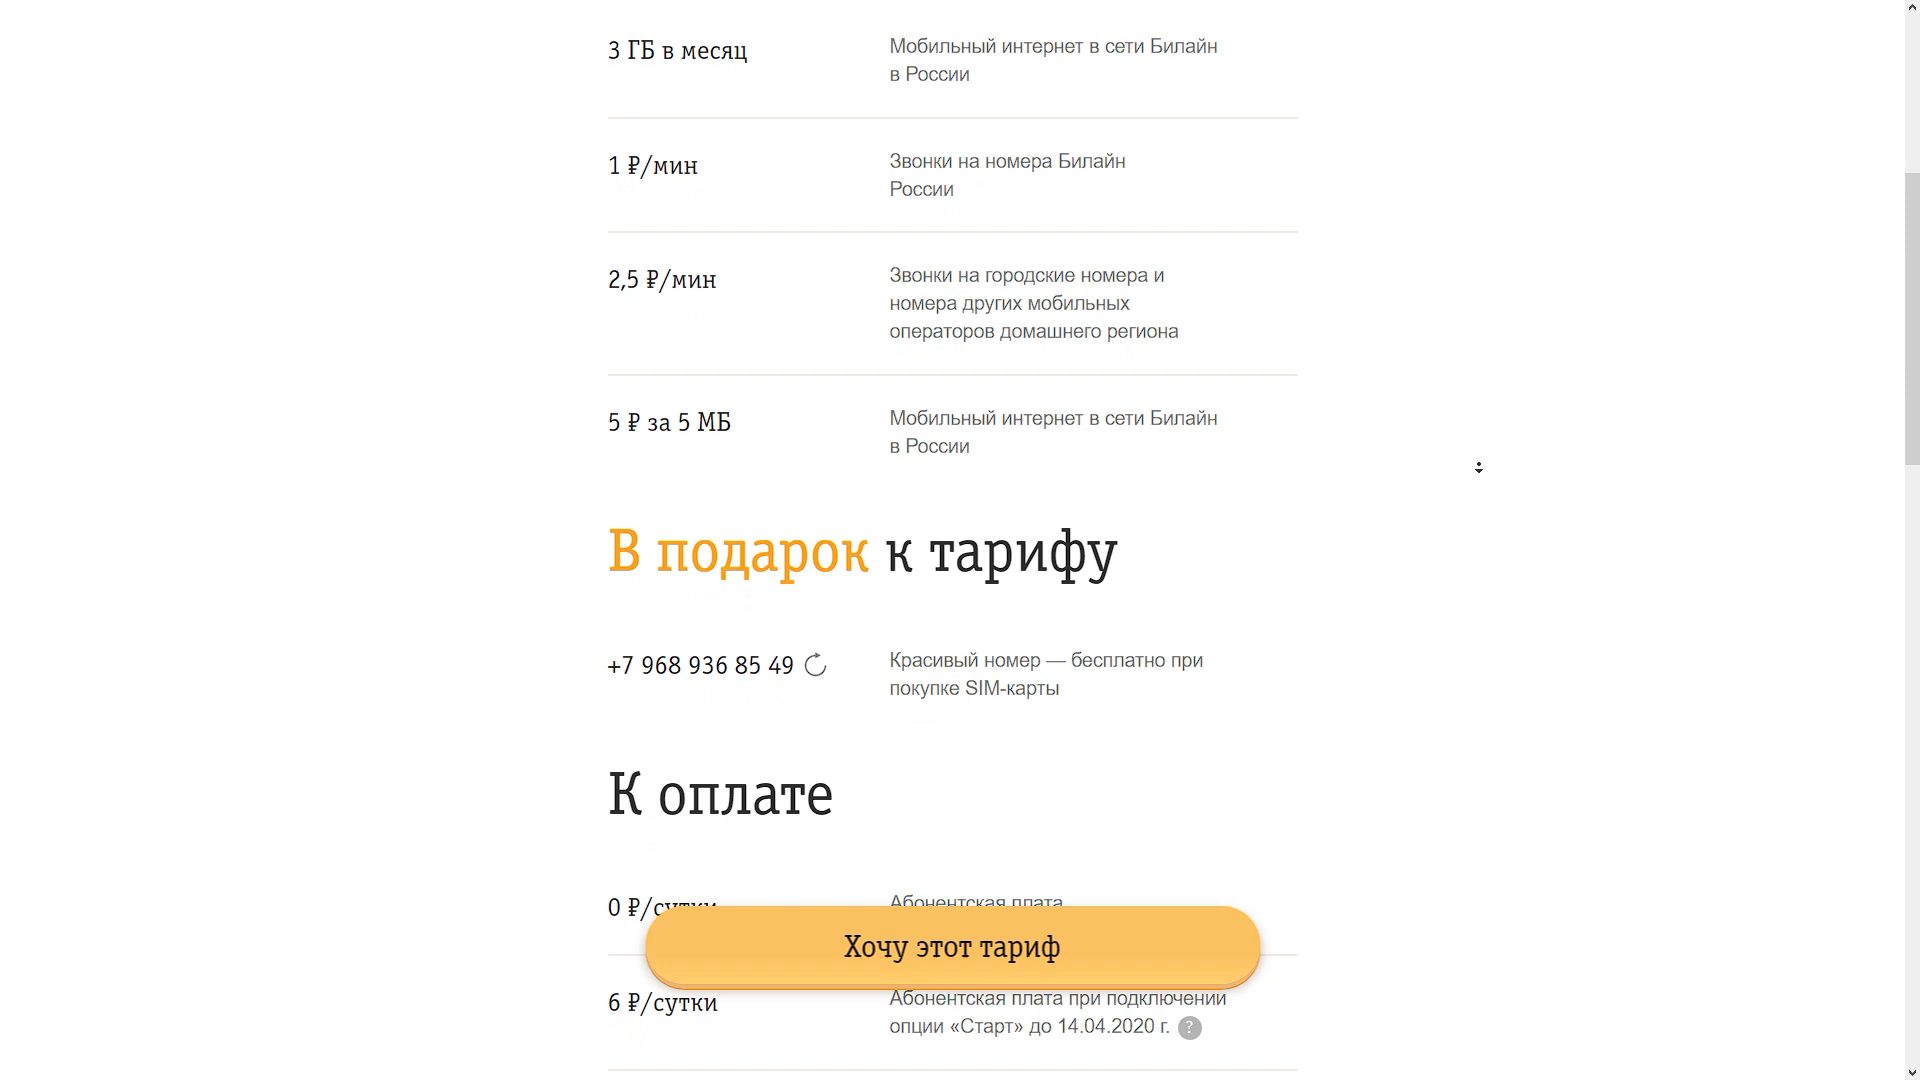 3 ГБ в месяц
Мобильный интернет в сети Билайн
в России
1 ₽/мин
Звонки на номера Билайн
России
2,5 ₽/мин
Звонки на городские номера и
номера других мобильных
операторов домашнего региона
5 ₽ за 5 МБ
Мобильный интернет в сети Билайн
в России
В подарок к тарифу
+7 968 936 85 49
Красивый номер — бесплатно при
покупке SIM-карты
К оплате
0 ₽/сутки
Абонентская плата
Хочу этот тариф
6 ₽/сутки
Абонентская плата при подключении
опции «Старт» до 14.04.2020 г. ?